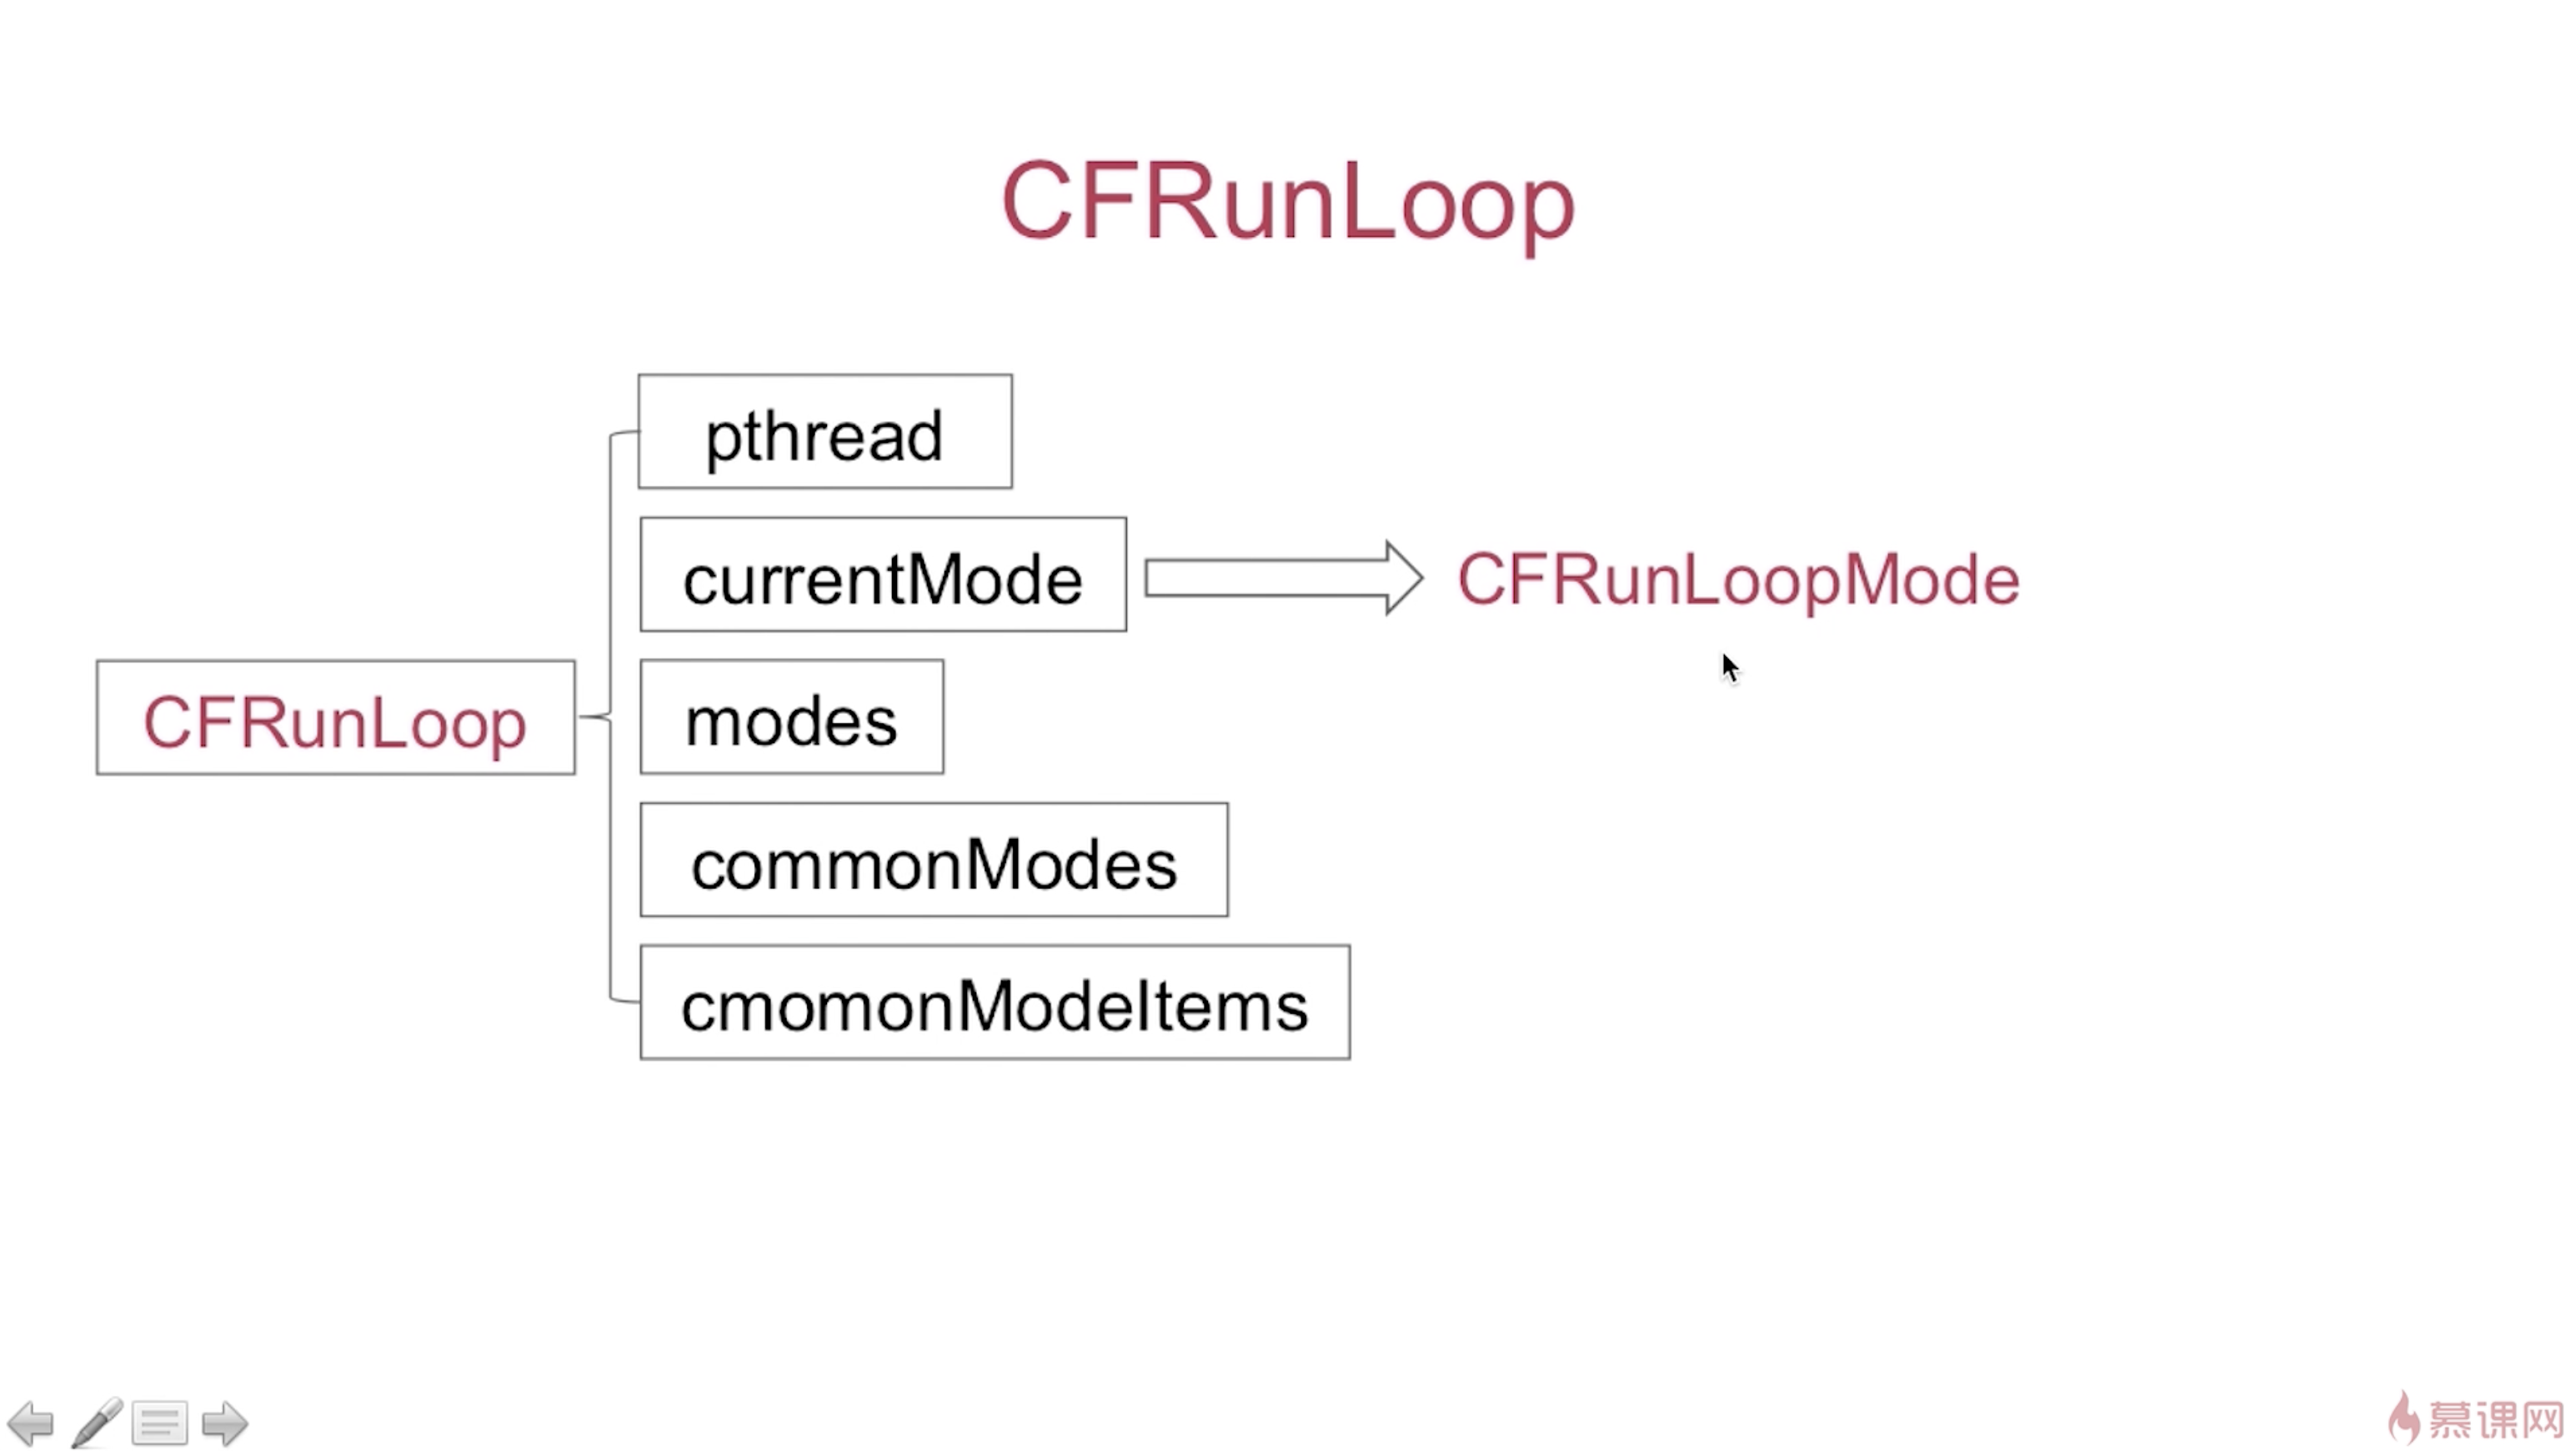 CFRunLoop
pthread
currentMode
CFRunLoopMode
CFRunLoop
modes
commonModes
cmomonModeItems
慕课网